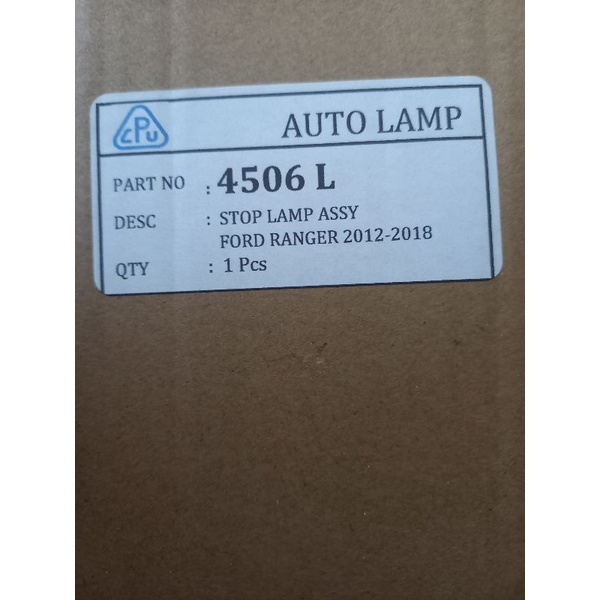 CPU
AUTO LAMP
PART NO : 4506 L
DESC : STOP LAMP ASSY
FORD RANGER 2012-2018
QTY : 1 Pcs